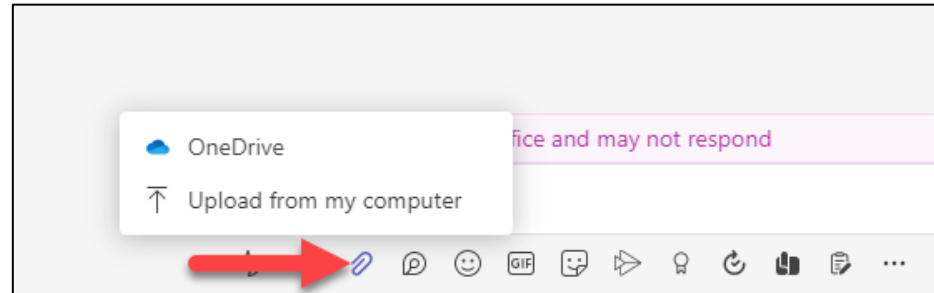 fice and may not respond
OneDrive
Upload from my computer
GIF